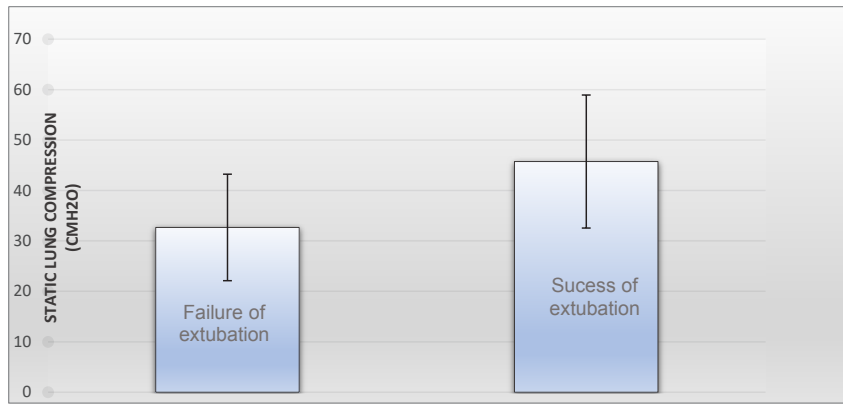 70
60
50
40
30
20
10
0
STATIC LUNG COMPRESSION
(CMH2O)
Failure of
extubation
Sucess of
extubation